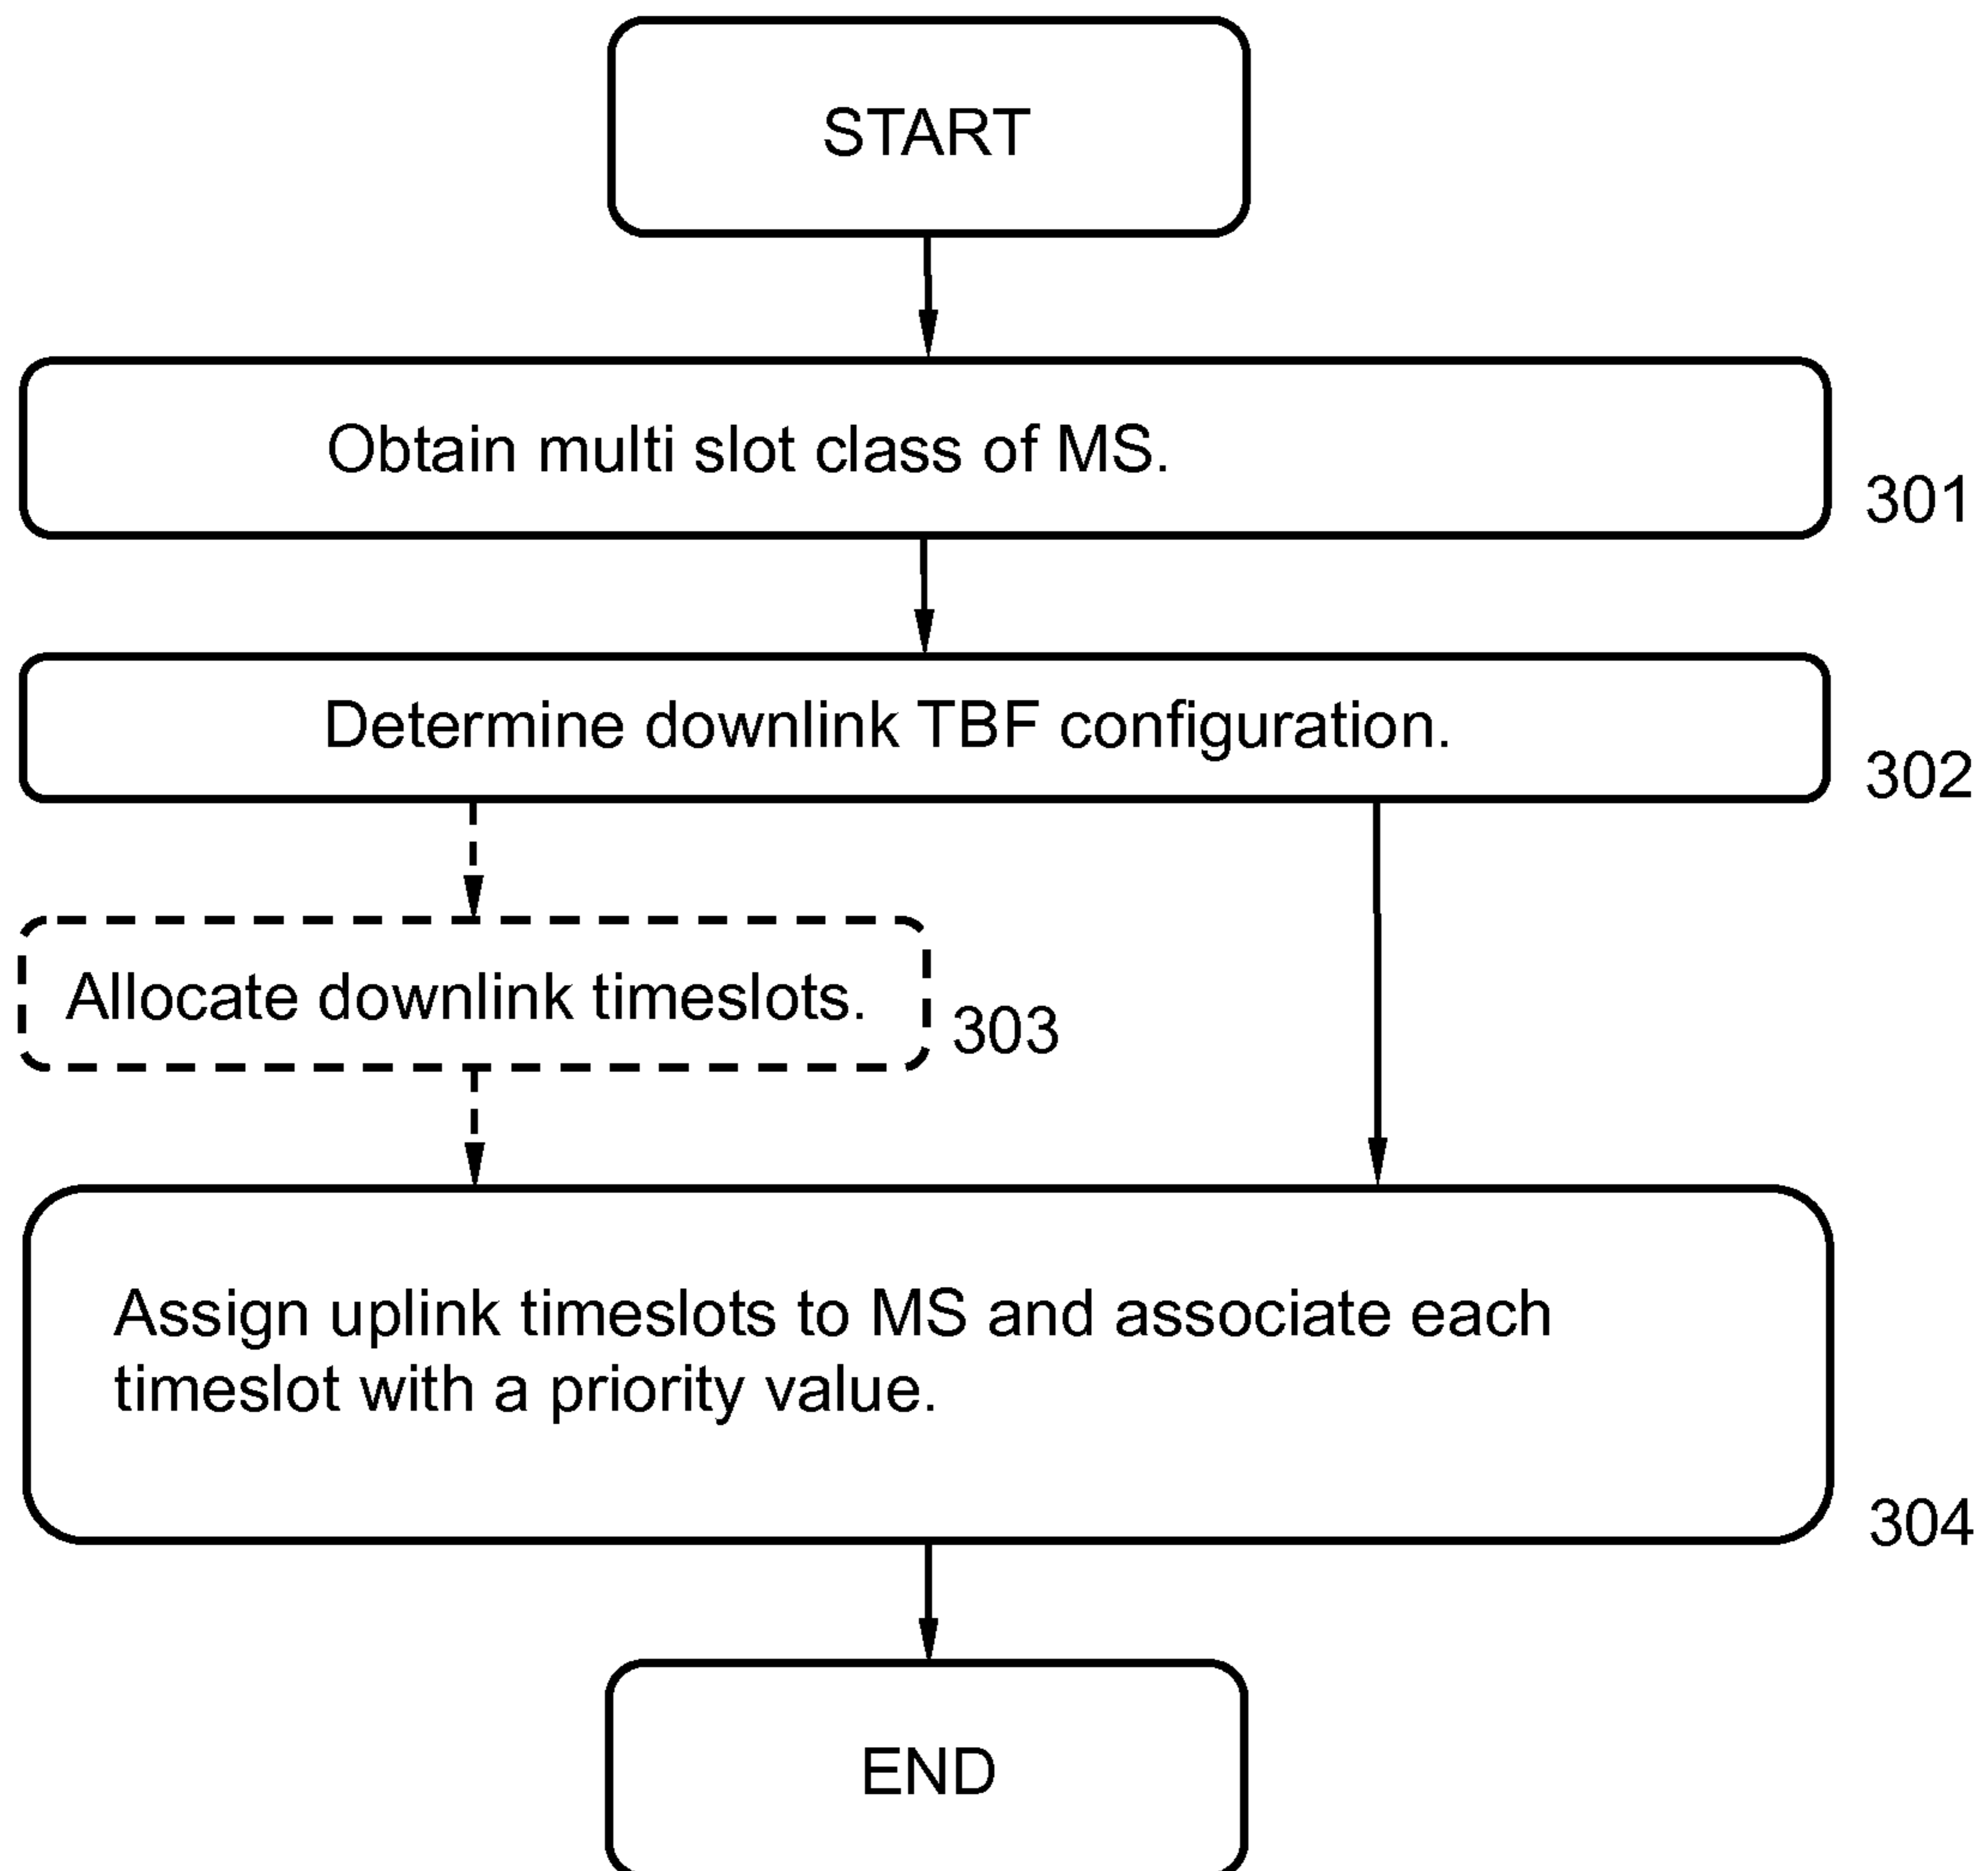 START
Obtain multi slot class of MS.
301
Determine downlink TBF configuration.
302
Allocate downlink timeslots.
303
Assign uplink timeslots to MS and associate each
timeslot with a priority value.
304
END